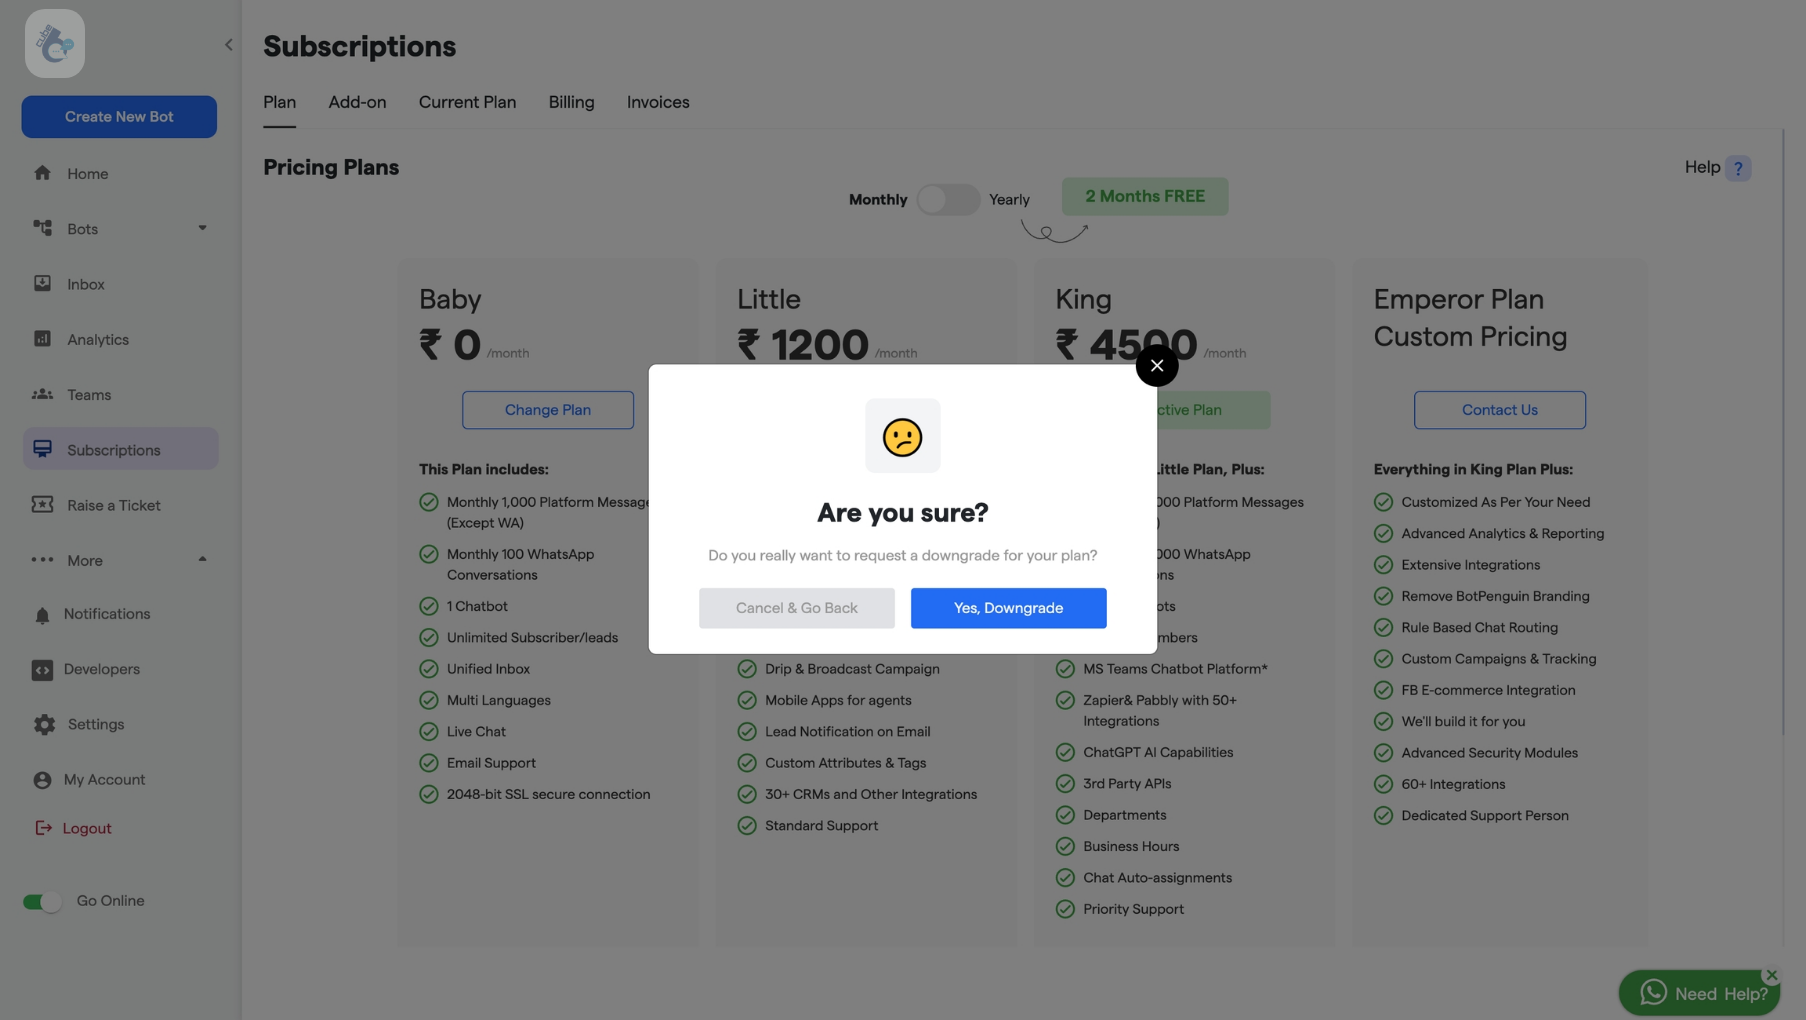 cube
Create New Bot
Home
Bots
Inbox
Analytics
Teams
Subscriptions
Raise a Ticket
More
Notifications
Developers
Settings
My Account
Logout
Go Online
Subscriptions
Plan Add-on Current Plan Billing Invoices
Pricing Plans
Help ?
Monthly Yearly 2 Months FREE
Baby
₹ 0 /month
Change Plan
This Plan includes:
Monthly 1,000 Platform Message
(Except WA)
Monthly 100 WhatsApp
Conversations
1 Chatbot
Unlimited Subscriber/leads
Unified Inbox
Multi Languages
Live Chat
Email Support
2048-bit SSL secure connection
Little
₹ 1200 /month
Drip & Broadcast Campaign
Mobile Apps for agents
Lead Notification on Email
Custom Attributes & Tags
30+ CRMs and Other Integrations
Standard Support
King
₹ 4500 /month
ctive Plan
Little Plan, Plus:
000 Platform Messages
)
000 WhatsApp
ons
ots
mbers
MS Teams Chatbot Platform*
Zapier& Pabbly with 50+
Integrations
ChatGPT AI Capabilities
3rd Party APIs
Departments
Business Hours
Chat Auto-assignments
Priority Support
Emperor Plan
Custom Pricing
Contact Us
Everything in King Plan Plus:
Customized As Per Your Need
Advanced Analytics & Reporting
Extensive Integrations
Remove BotPenguin Branding
Rule Based Chat Routing
Custom Campaigns & Tracking
FB E-commerce Integration
We'll build it for you
Advanced Security Modules
60+ Integrations
Dedicated Support Person
Are you sure?
Do you really want to request a downgrade for your plan?
Cancel & Go Back
Yes, Downgrade
Need Help?